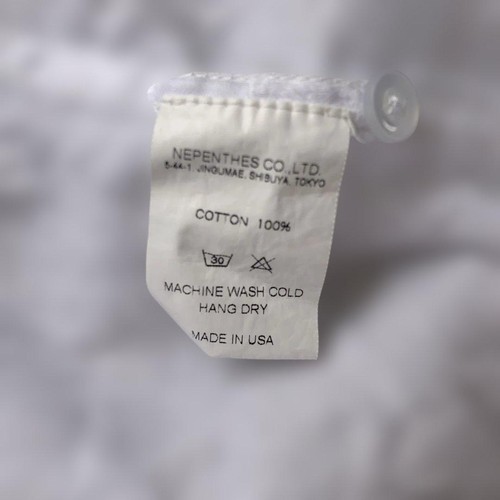 NEPENTHES CO.,LTD.
5-44-1, JINGUMAE, SHIBUYA, TOKYO
COTTON 100%
30
MACHINE WASH COLD
HANG DRY
MADE IN USA